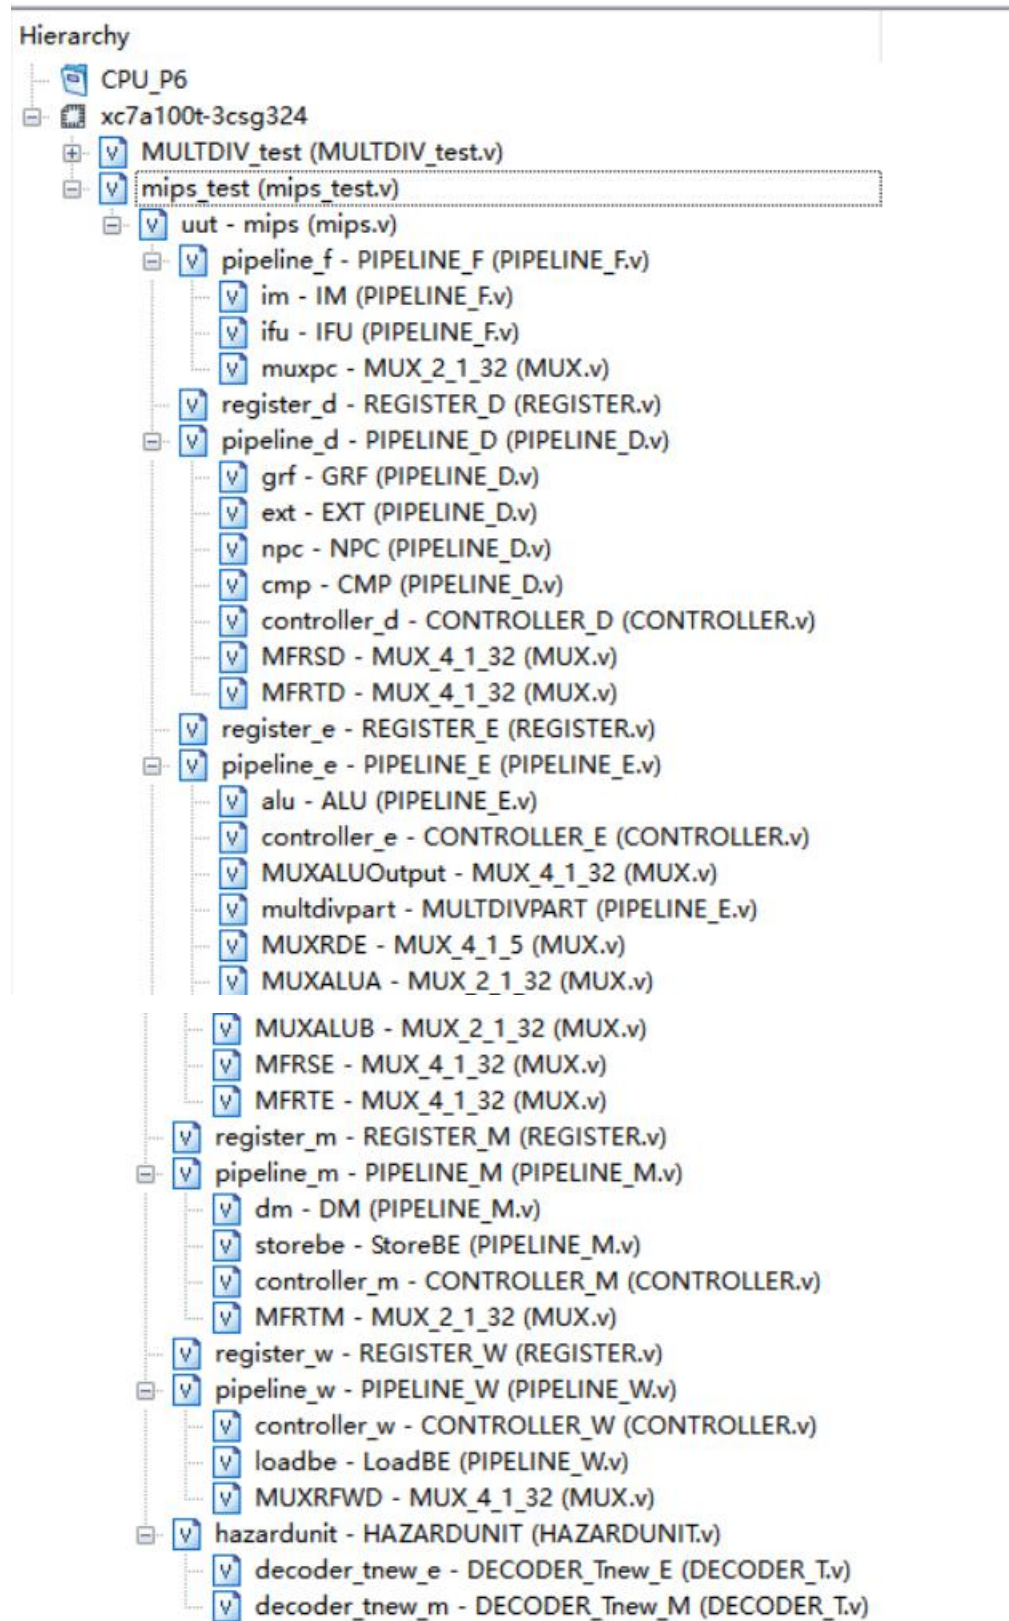 Hierarchy
CPU_P6
xc7a100t-3csg324
MULTDIV_test (MULTDIV_test.v)
mips_test (mips_test.v)
uut - mips (mips.v)
pipeline_f - PIPELINE_F (PIPELINE_F.v)
im - IM (PIPELINE_F.v)
ifu - IFU (PIPELINE_F.v)
muxpc - MUX_2_1_32 (MUX.v)
register_d - REGISTER_D (REGISTER.v)
pipeline_d - PIPELINE_D (PIPELINE_D.v)
grf - GRF (PIPELINE_D.v)
ext - EXT (PIPELINE_D.v)
npc - NPC (PIPELINE_D.v)
cmp - CMP (PIPELINE_D.v)
controller_d - CONTROLLER_D (CONTROLLER.v)
MFRSD - MUX_4_1_32 (MUX.v)
MFRTD - MUX_4_1_32 (MUX.v)
register_e - REGISTER_E (REGISTER.v)
pipeline_e - PIPELINE_E (PIPELINE_E.v)
alu - ALU (PIPELINE_E.v)
controller_e - CONTROLLER_E (CONTROLLER.v)
MUXALUOutput - MUX_4_1_32 (MUX.v)
multdivpart - MULTDIVPART (PIPELINE_E.v)
MUXRDE - MUX_4_1_5 (MUX.v)
MUXALUA - MUX_2_1_32 (MUX.v)
MUXALUB - MUX_2_1_32 (MUX.v)
MFRSE - MUX_4_1_32 (MUX.v)
MFRTE - MUX_4_1_32 (MUX.v)
register_m - REGISTER_M (REGISTER.v)
pipeline_m - PIPELINE_M (PIPELINE_M.v)
dm - DM (PIPELINE_M.v)
storebe - StoreBE (PIPELINE_M.v)
controller_m - CONTROLLER_M (CONTROLLER.v)
MFRTM - MUX_2_1_32 (MUX.v)
register_w - REGISTER_W (REGISTER.v)
pipeline_w - PIPELINE_W (PIPELINE_W.v)
controller_w - CONTROLLER_W (CONTROLLER.v)
loadbe - LoadBE (PIPELINE_W.v)
MUXRFWD - MUX_4_1_32 (MUX.v)
hazardunit - HAZARDUNIT (HAZARDUNIT.v)
decoder_tnew_e - DECODER_Tnew_E (DECODER_T.v)
decoder_tnew_m - DECODER_Tnew_M (DECODER_T.v)